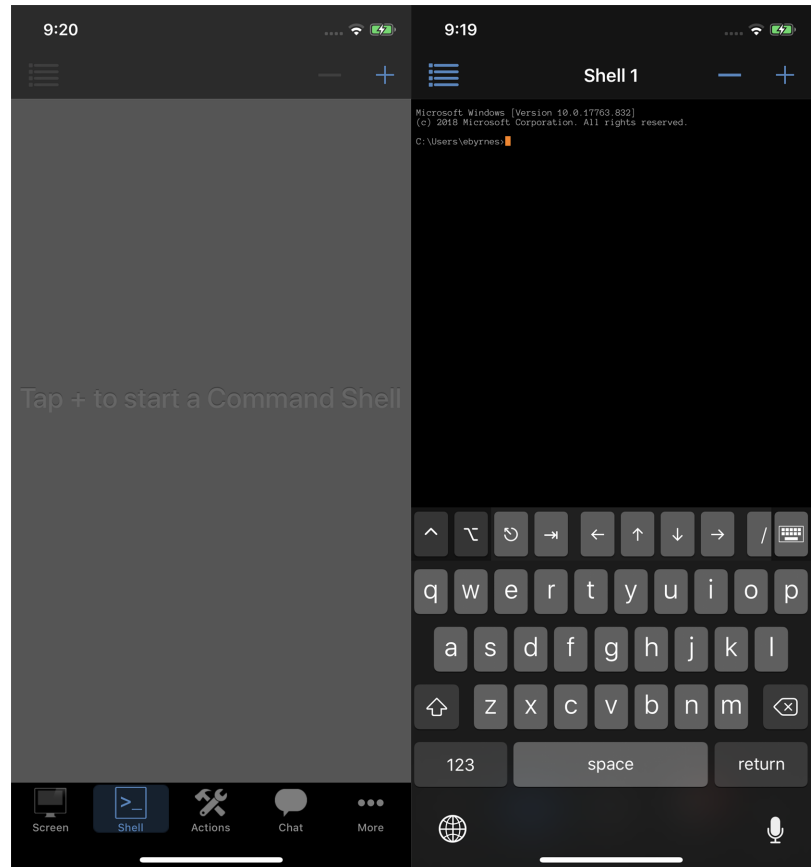 9:20
Tap + to start a Command Shell
Screen
Shell
Actions
Chat
More
9:19
Shell 1
Microsoft Windows [Version 10.0.17763.832]
(c) 2018 Microsoft Corporation. All rights reserved.
C:\Users\ebyrnes>
/
q w e r t y u i o p
a s d f g h j k l
z x c v b n m
123 space return